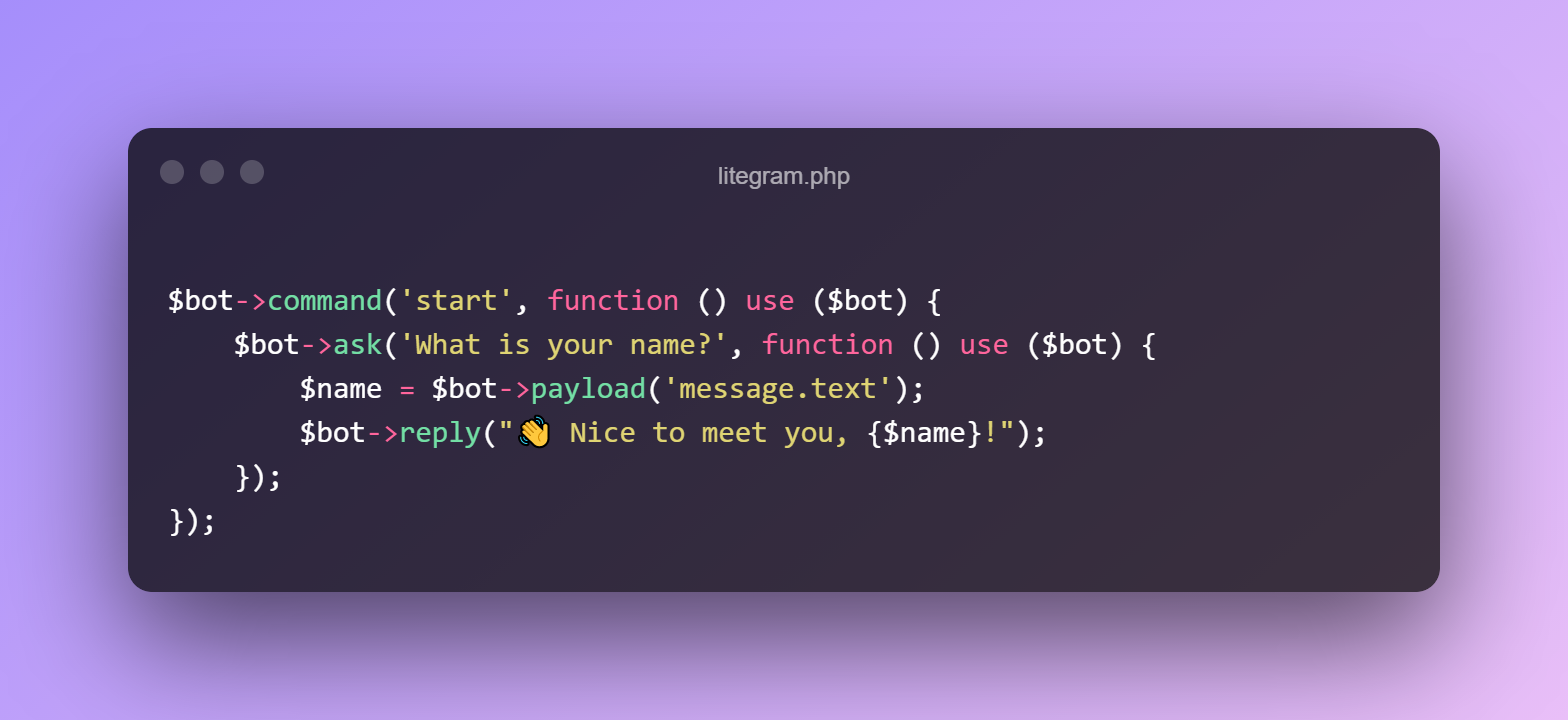 litegram.php
$bot->command('start', function () use ($bot) {
    $bot->ask('What is your name?', function () use ($bot) {
        $name = $bot->payload('message.text');
        $bot->reply("👋 Nice to meet you, {$name}!");
    });
});